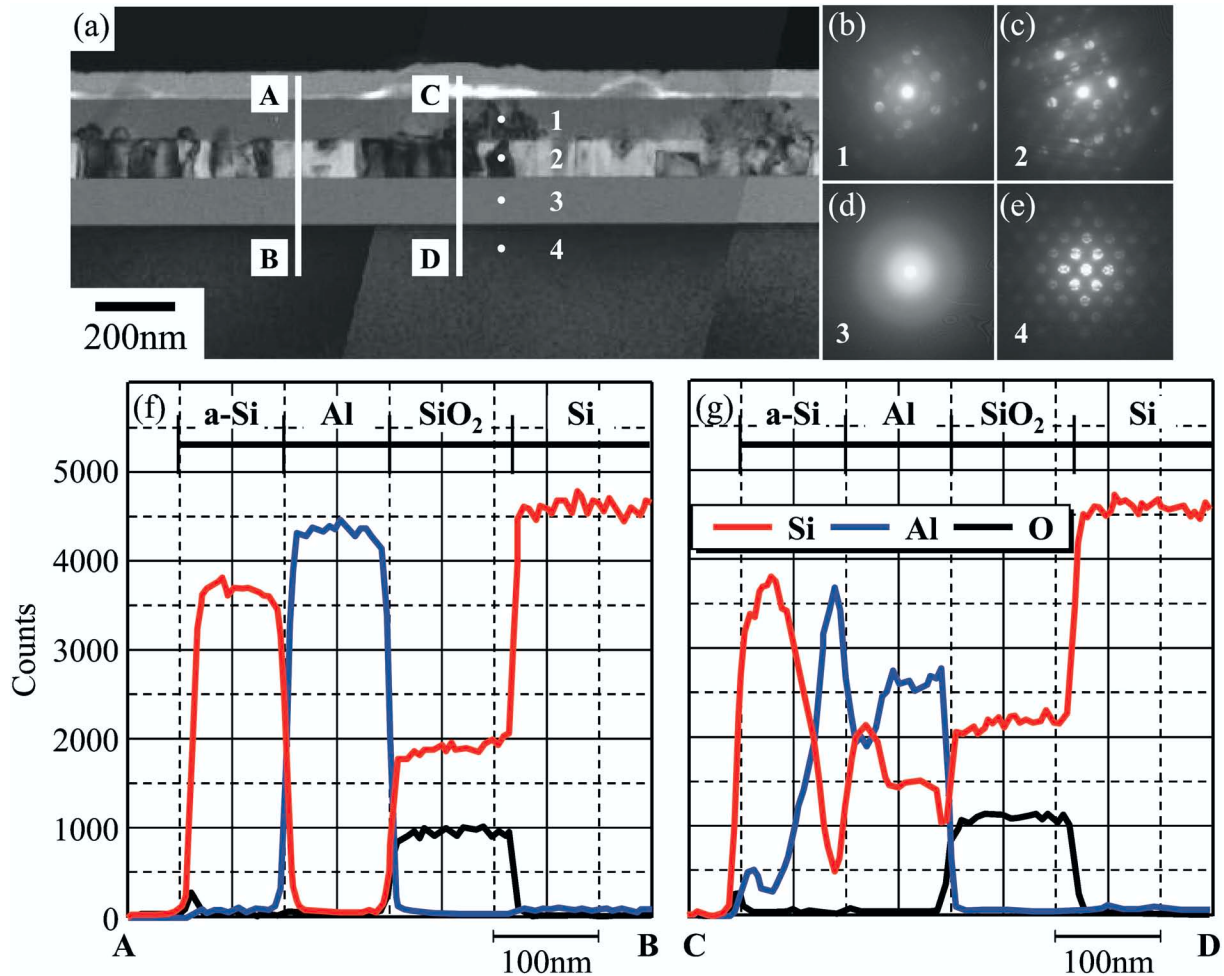 (a)
A
C
1
2
3
B
D
4
200nm
(b)
1
(c)
2
(d)
3
(e)
4
(f)
a-Si
Al
SiO₂
Si
5000
4000
3000
2000
1000
0
Counts
A
B
100nm
(g)
a-Si
Al
SiO₂
Si
Si
Al
O
C
D
100nm